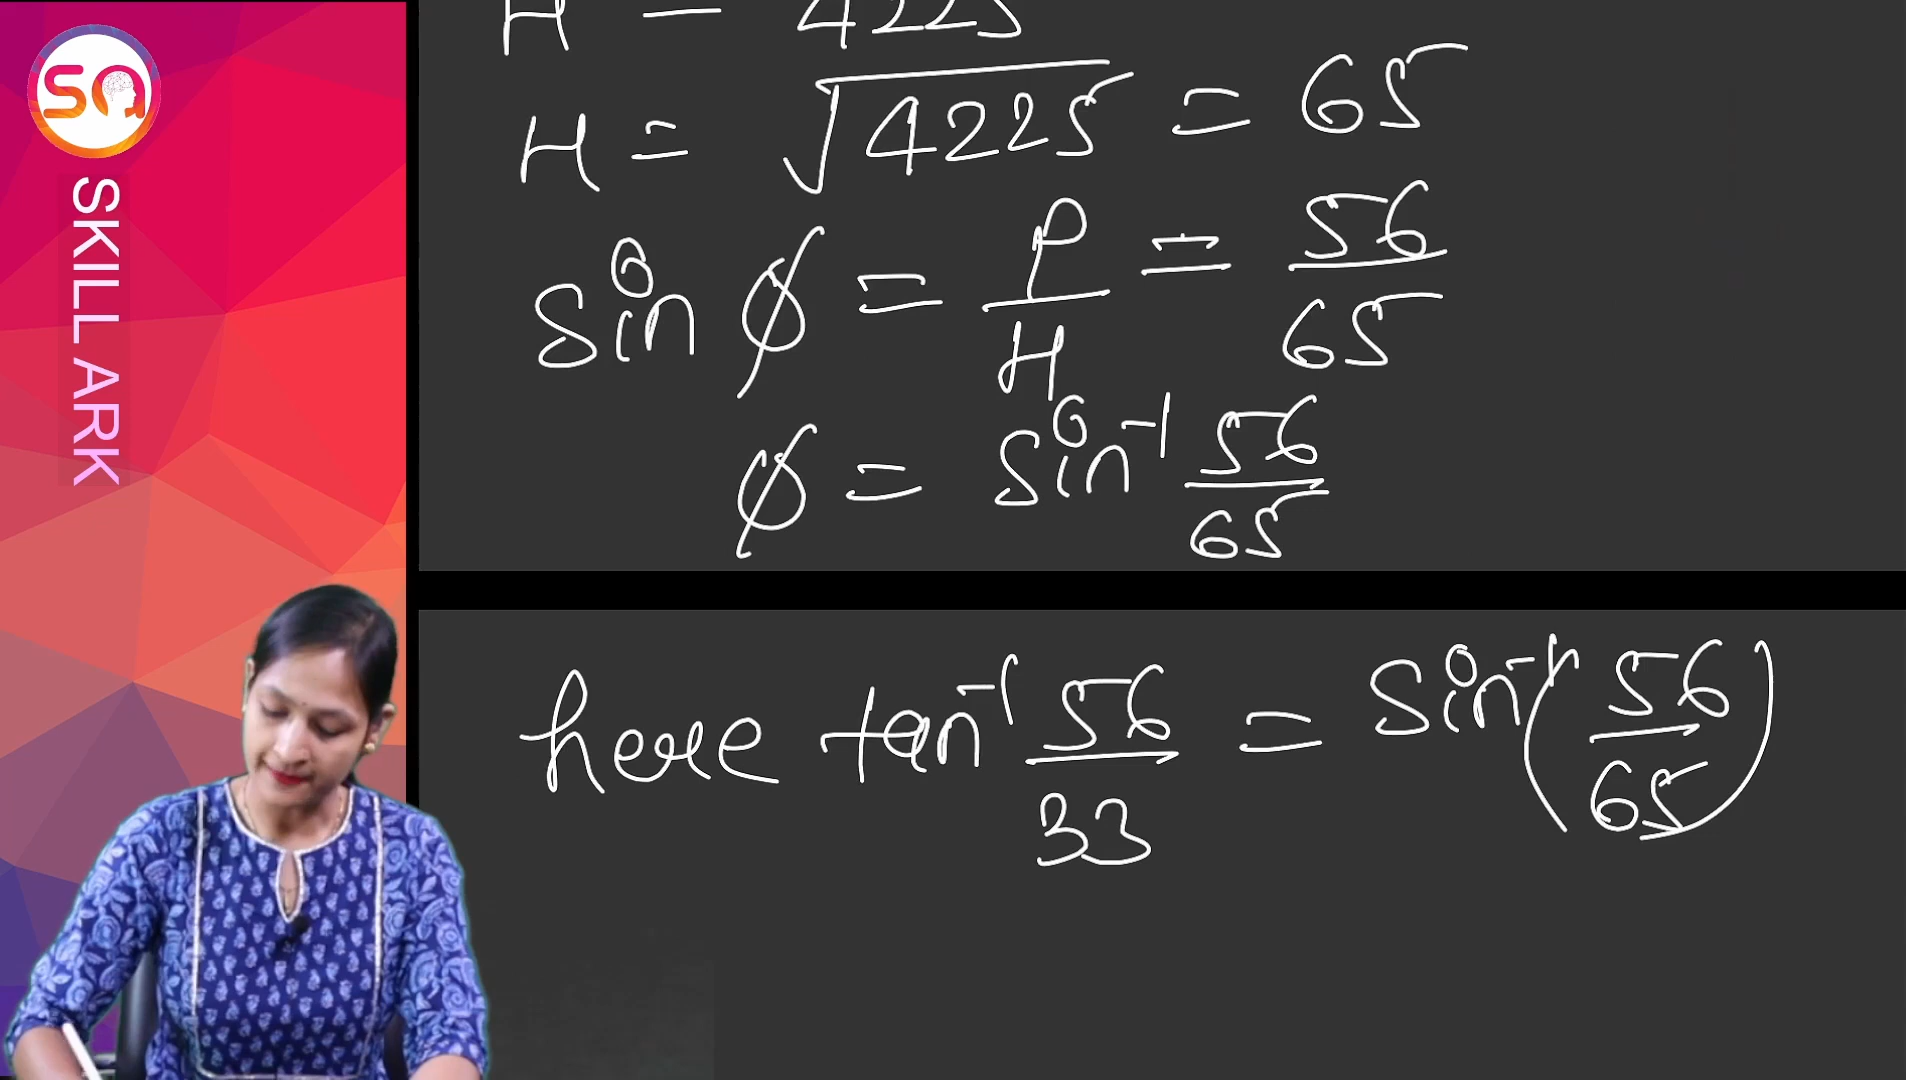 SKILL ARK
H = 4225
H = √4225 = 65
sin φ = P/H = 56/65
φ = sin⁻¹ 56/65
here tan⁻¹ 56/33 = sin⁻¹(56/65)